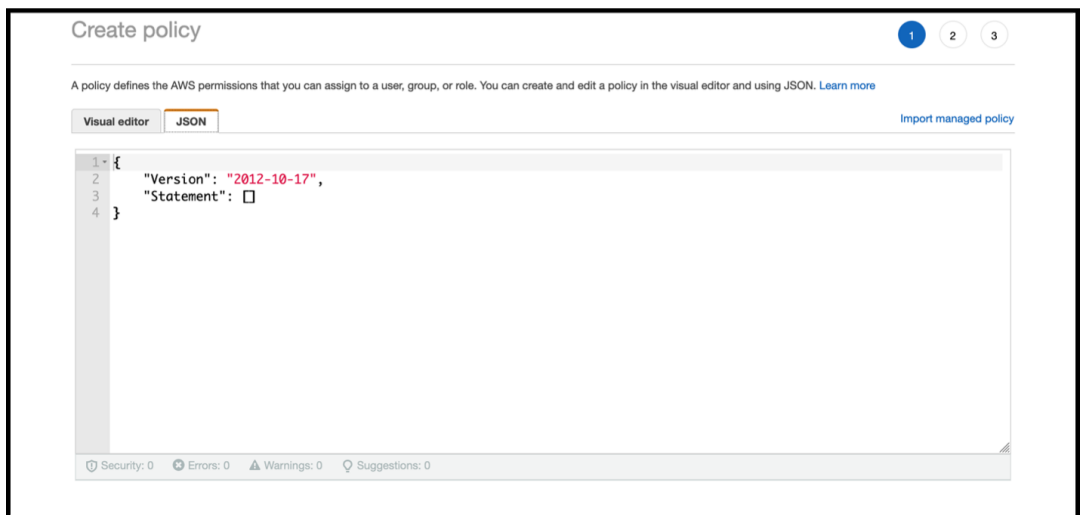 Create policy
1 2 3
A policy defines the AWS permissions that you can assign to a user, group, or role. You can create and edit a policy in the visual editor and using JSON. Learn more
Visual editor JSON Import managed policy
1 {
2 "Version": "2012-10-17",
3 "Statement": []
4 }
Security: 0 Errors: 0 Warnings: 0 Suggestions: 0